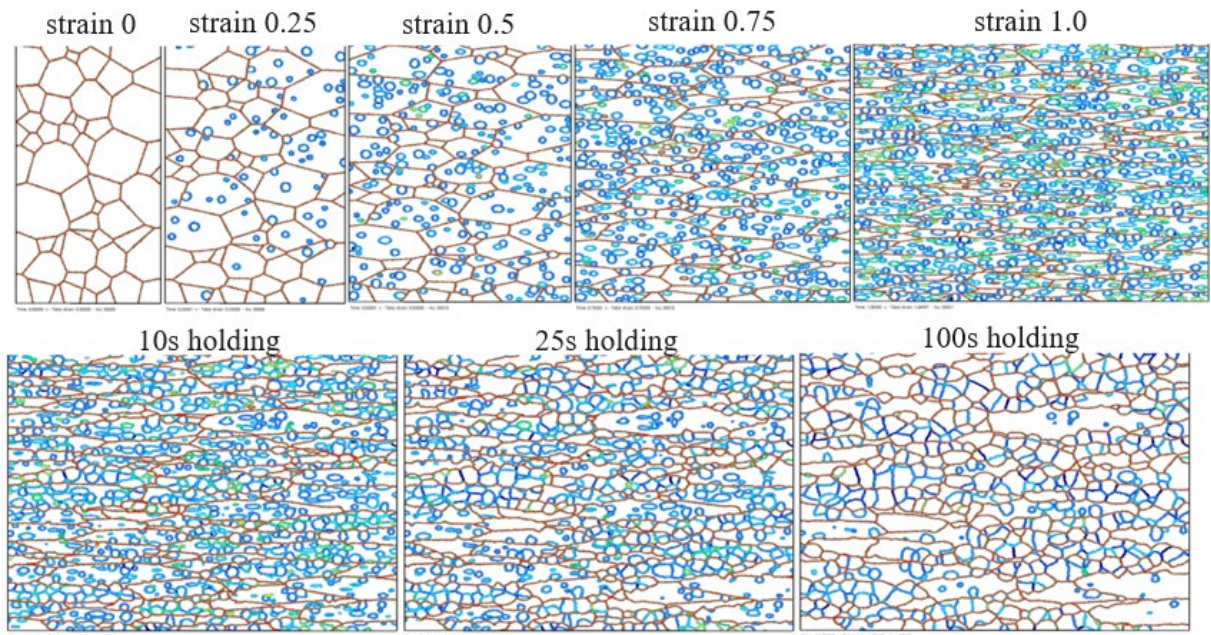 strain 0
strain 0.25
strain 0.5
strain 0.75
strain 1.0
10s holding
25s holding
100s holding